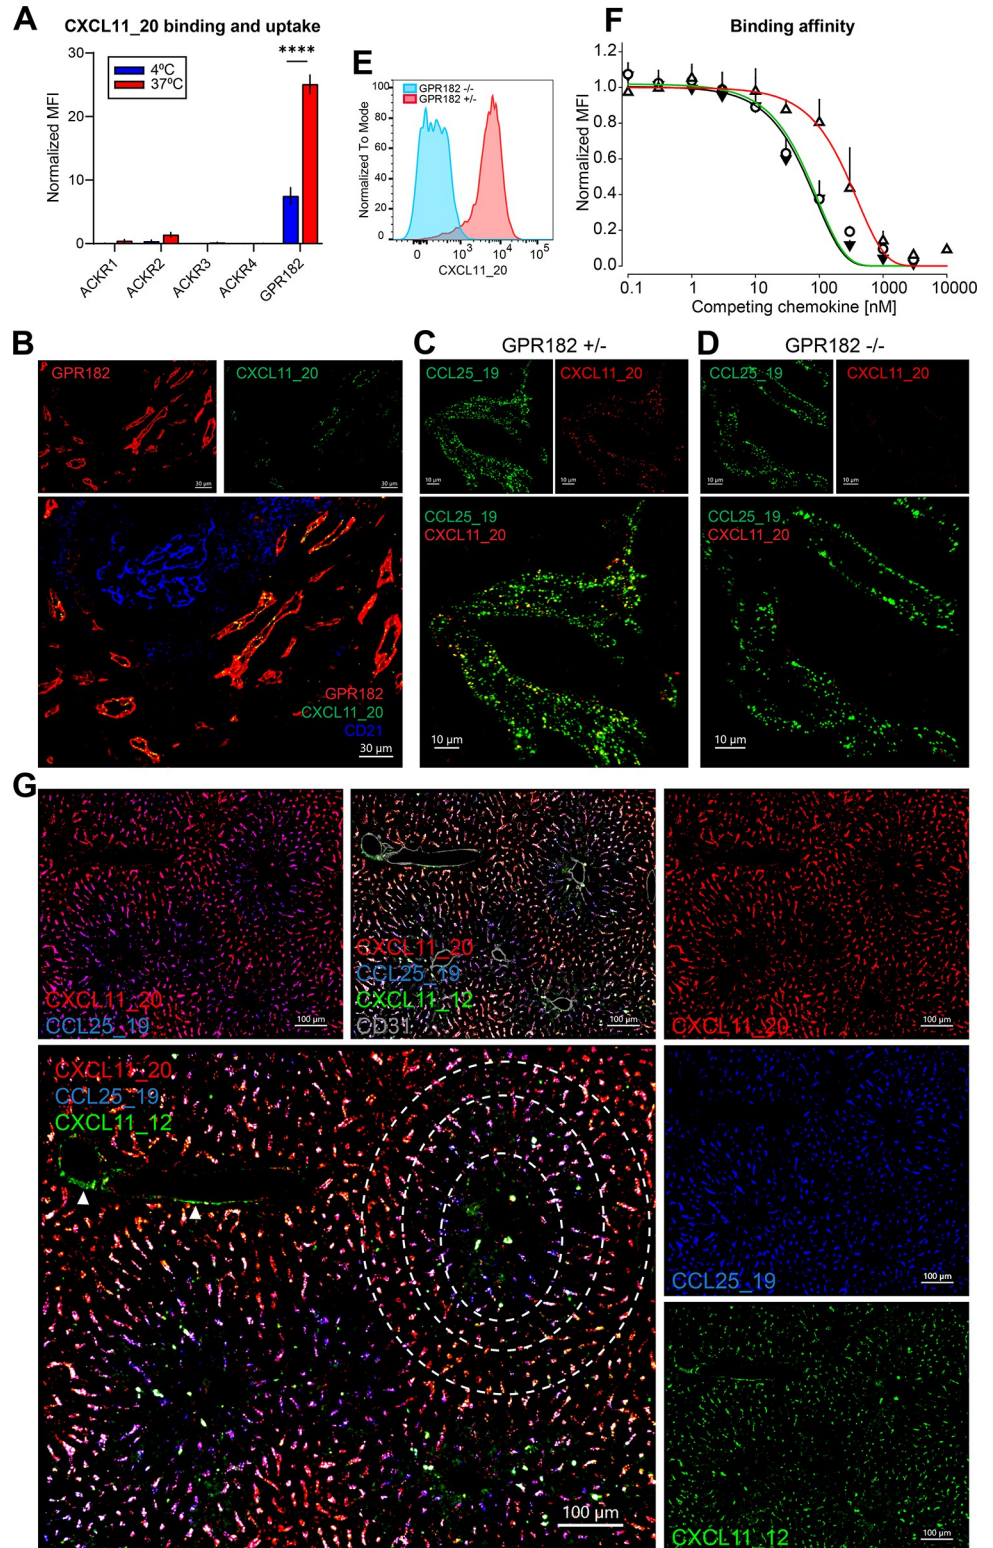 A
CXCL11_20 binding and uptake
****
30
20
10
0
Normalized MFI
4ºC
37ºC
ACKR1
ACKR2
ACKR3
ACKR4
GPR182
E
GPR182 -/-
GPR182 +/-
100
80
60
40
20
0
Normalized To Mode
0
10³
10⁴
10⁵
CXCL11_20
F
Binding affinity
1.2
1.0
0.8
0.6
0.4
0.2
0.0
Normalized MFI
0.1
1
10
100
1000
10000
Competing chemokine [nM]
B
GPR182
30 µm
CXCL11_20
30 µm
GPR182
CXCL11_20
CD21
30 µm
C
GPR182 +/-
CCL25_19
10 µm
CXCL11_20
10 µm
CCL25_19
CXCL11_20
10 µm
D
GPR182 -/-
CCL25_19
10 µm
CXCL11_20
10 µm
CCL25_19
CXCL11_20
10 µm
G
CXCL11_20
CCL25_19
100 µm
CXCL11_20
CCL25_19
CXCL11_12
CD31
100 µm
CXCL11_20
100 µm
CXCL11_20
CCL25_19
CXCL11_12
100 µm
CCL25_19
100 µm
CXCL11_12
100 µm